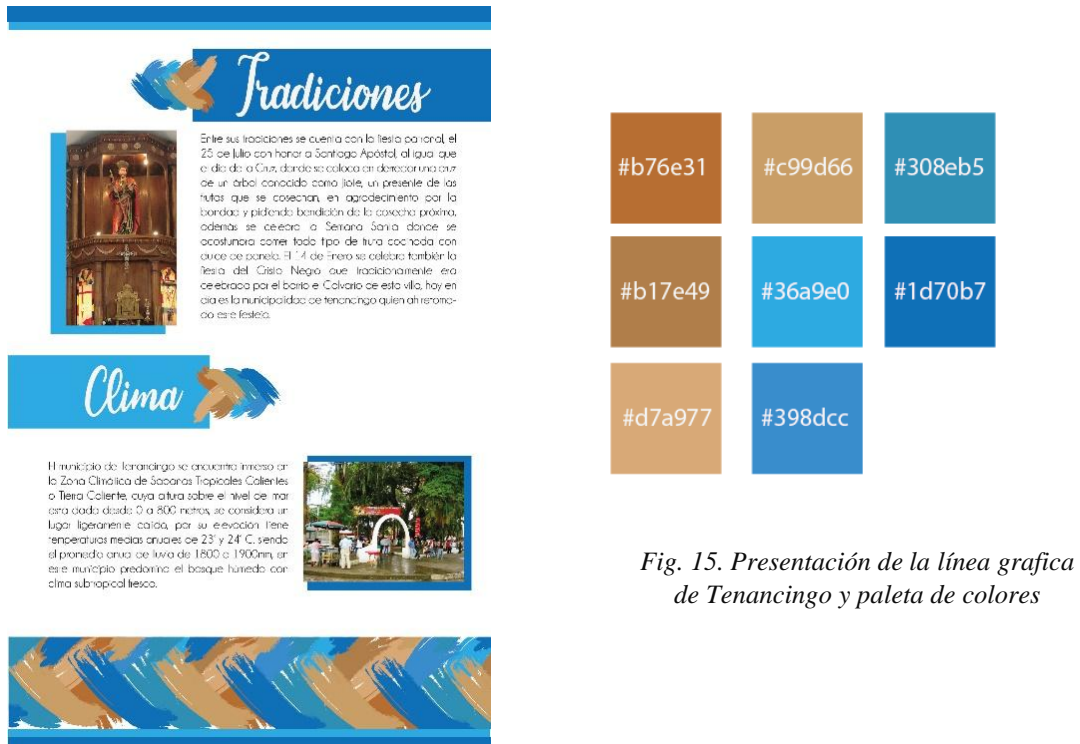 Tradiciones
Entre sus tradiciones se cuenta con la fiesta patronal, el
25 de julio con honor a Santiago Apóstol, al igual que
el día de la Cruz, donde se coloca en derredor una cruz
de un árbol conocido como jiote, un presente de las
frutas que se cosechan, en agradecimiento por la
bondad y pidiendo bendición de la cosecha próxima,
además se celebra la Semana Santa donde se
acostumbra comer todo tipo de fruta cocinada con
dulce de panela. El 14 de Enero se celebra también la
fiesta del Cristo Negro que tradicionamente era
celebrada por el barrio el Calvario de esta villa, hoy en
día es la municipalidad de tenancingo quien ah retoma-
do este festejo.
Clima
El municipio de Tenancingo se encuentra inmerso en
la Zona Climática de Sabanas Tropicales Calientes
o Tierra Caliente, cuya altura sobre el nivel de mar
esta dada desde 0 a 800 metros, se considera un
lugar ligeramente calido, por su elevación tiene
temperaturas medias anuales de 23° y 24° C. siendo
el promedio anual de lluvia de 1800 a 1900mm, en
este municipio predomina el bosque húmedo con
clima subtropical fresco.
#b76e31 #c99d66 #308eb5
#b17e49 #36a9e0 #1d70b7
#d7a977 #398dcc
Fig. 15. Presentación de la línea grafica
de Tenancingo y paleta de colores